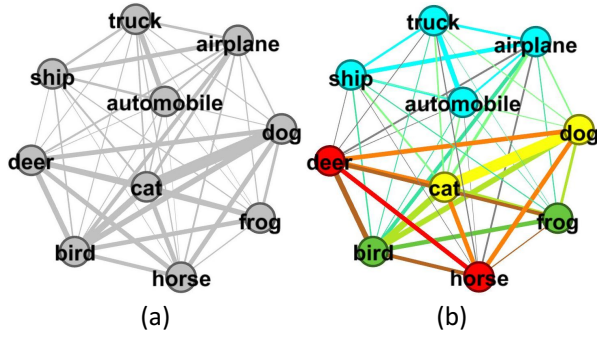 truck
airplane
ship
automobile
dog
deer
cat
frog
bird
horse
(a)
truck
airplane
ship
automobile
dog
deer
cat
frog
bird
horse
(b)